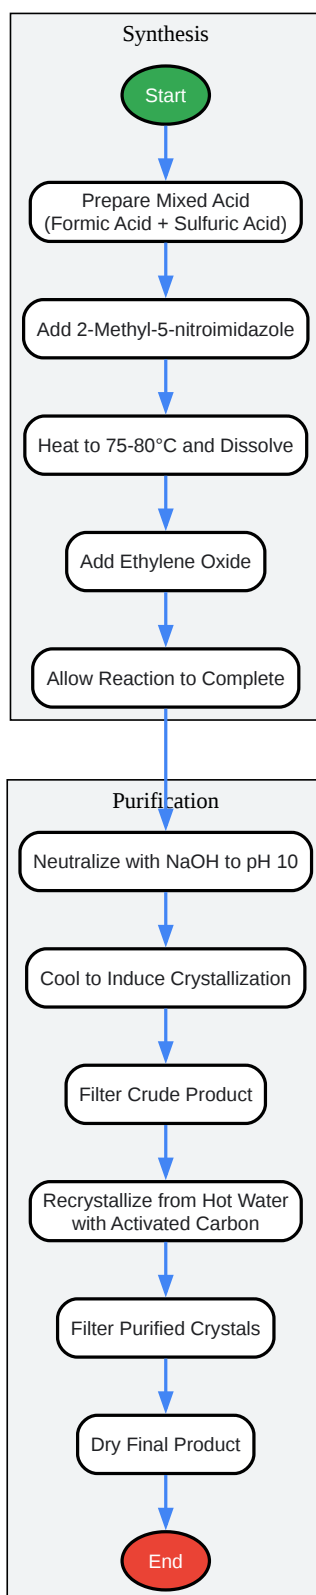 Synthesis
Start
Prepare Mixed Acid
(Formic Acid + Sulfuric Acid)
Add 2-Methyl-5-nitroimidazole
Heat to 75-80°C and Dissolve
Add Ethylene Oxide
Allow Reaction to Complete
Purification
Neutralize with NaOH to pH 10
Cool to Induce Crystallization
Filter Crude Product
Recrystallize from Hot Water
with Activated Carbon
Filter Purified Crystals
Dry Final Product
End